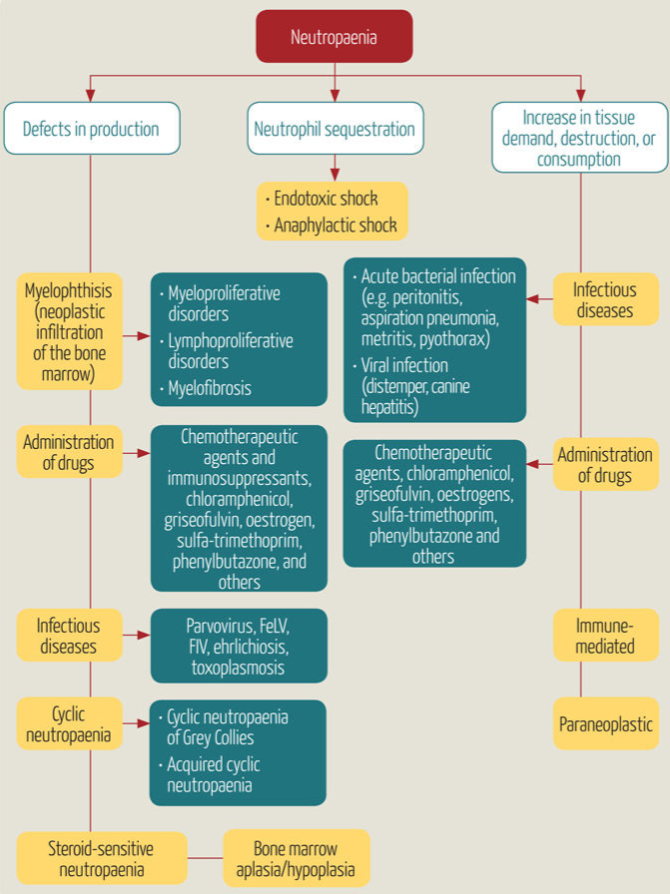 Neutropaenia
Defects in production
Neutrophil sequestration
Increase in tissue
demand, destruction, or
consumption
· Endotoxic shock
· Anaphylactic shock
Myelophthisis
(neoplastic
infiltration
of the bone
marrow)
· Myeloproliferative
disorders
· Lymphoproliferative
disorders
· Myelofibrosis
· Acute bacterial infection
(e.g. peritonitis,
aspiration pneumonia,
metritis, pyothorax)
· Viral infection
(distemper, canine
hepatitis)
Infectious
diseases
Administration
of drugs
Chemotherapeutic
agents and
immunosuppressants,
chloramphenicol,
griseofulvin, oestrogen,
sulfa-trimethoprim,
phenylbutazone, and
others
Chemotherapeutic
agents, chloramphenicol,
griseofulvin, oestrogens,
sulfa-trimethoprim,
phenylbutazone and
others
Administration
of drugs
Infectious
diseases
Parvovirus, FeLV,
FIV, ehrlichiosis,
toxoplasmosis
Immune-
mediated
Cyclic
neutropaenia
· Cyclic neutropaenia
of Grey Collies
· Acquired cyclic
neutropaenia
Paraneoplastic
Steroid-sensitive
neutropaenia
Bone marrow
aplasia/hypoplasia